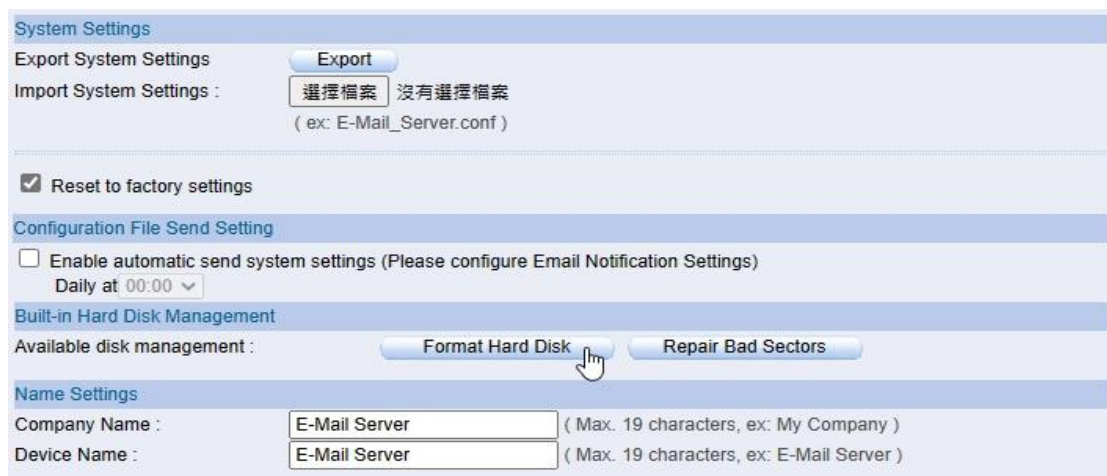 System Settings
Export System Settings Export
Import System Settings : 選擇檔案 沒有選擇檔案
( ex: E-Mail_Server.conf )
Reset to factory settings
Configuration File Send Setting
Enable automatic send system settings (Please configure Email Notification Settings)
Daily at 00:00
Built-in Hard Disk Management
Available disk management : Format Hard Disk Repair Bad Sectors
Name Settings
Company Name : E-Mail Server ( Max. 19 characters, ex: My Company )
Device Name : E-Mail Server ( Max. 19 characters, ex: E-Mail Server )